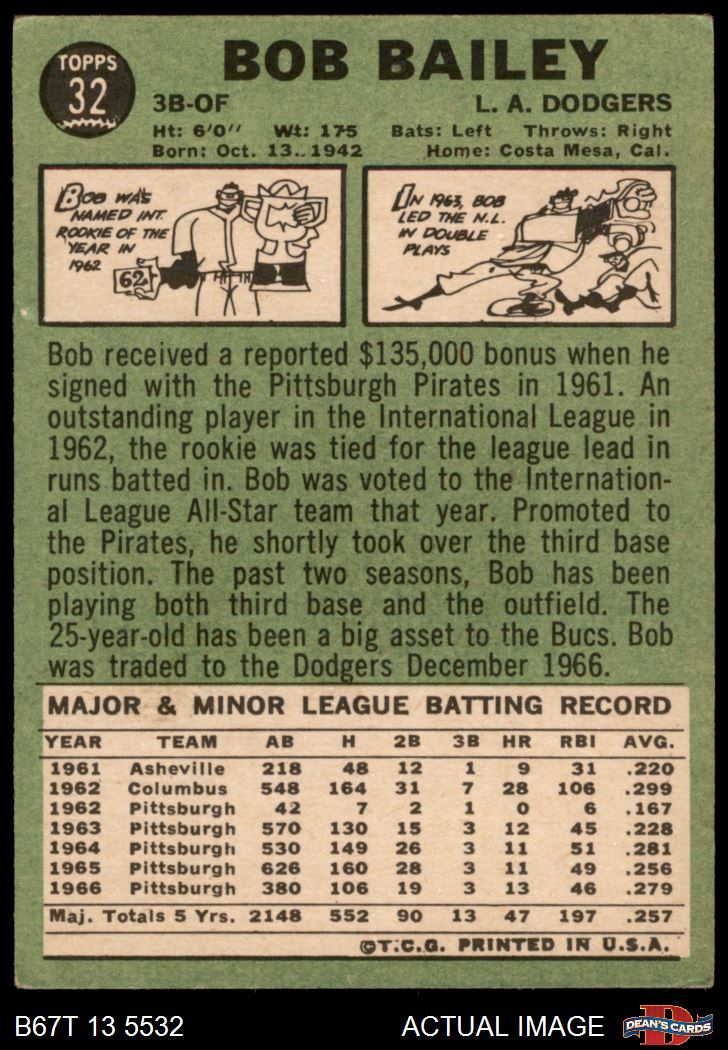 TOPPS
32
BOB BAILEY
3B-OF L. A. DODGERS
Ht: 6'0" Wt: 175 Bats: Left Throws: Right
Born: Oct. 13, 1942 Home: Costa Mesa, Cal.
BOB WAS
NAMED INT.
ROOKIE OF THE
YEAR IN
1962
62
IN 1963, BOB
LED THE N.L.
IN DOUBLE
PLAYS
Bob received a reported $135,000 bonus when he
signed with the Pittsburgh Pirates in 1961. An
outstanding player in the International League in
1962, the rookie was tied for the league lead in
runs batted in. Bob was voted to the Internation-
al League All-Star team that year. Promoted to
the Pirates, he shortly took over the third base
position. The past two seasons, Bob has been
playing both third base and the outfield. The
25-year-old has been a big asset to the Bucs. Bob
was traded to the Dodgers December 1966.
MAJOR & MINOR LEAGUE BATTING RECORD
YEAR TEAM AB H 2B 3B HR RBI AVG.
1961 Asheville 218 48 12 1 9 31 .220
1962 Columbus 548 164 31 7 28 106 .299
1962 Pittsburgh 42 7 2 1 0 6 .167
1963 Pittsburgh 570 130 15 3 12 45 .228
1964 Pittsburgh 530 149 26 3 11 51 .281
1965 Pittsburgh 626 160 28 3 11 49 .256
1966 Pittsburgh 380 106 19 3 13 46 .279
Maj. Totals 5 Yrs. 2148 552 90 13 47 197 .257
©T.C.G. PRINTED IN U.S.A.
B67T 13 5532 ACTUAL IMAGE
D
DEAN'S CARDS